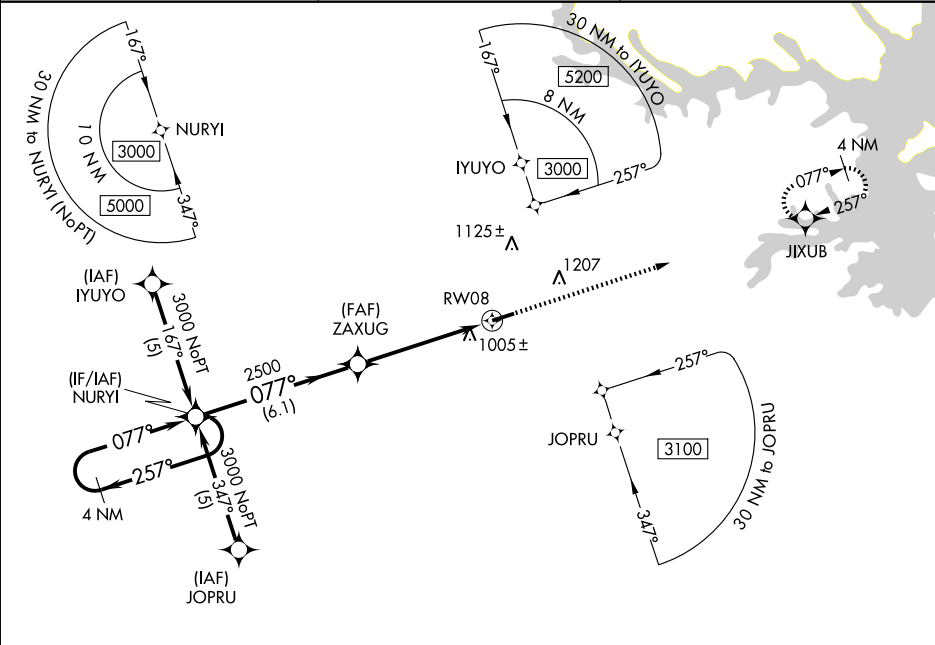 167°
NURYI
3000
10 NM
5000
30 NM to NURYI (NoPT)
347°
30 NM to IYUYO
167°
5200
8 NM
IYUYO
3000
257°
4 NM
077°
257°
JIXUB
1125 ±
1207
RW08
1005 ±
(IAF)
IYUYO
3000 NoPT
167°
(5)
(FAF)
ZAXUG
2500
077°
(6.1)
(IF/IAF)
NURYI
077°
257°
4 NM
3000 NoPT
347°
(5)
(IAF)
JOPRU
257°
JOPRU
3100
347°
30 NM to JOPRU